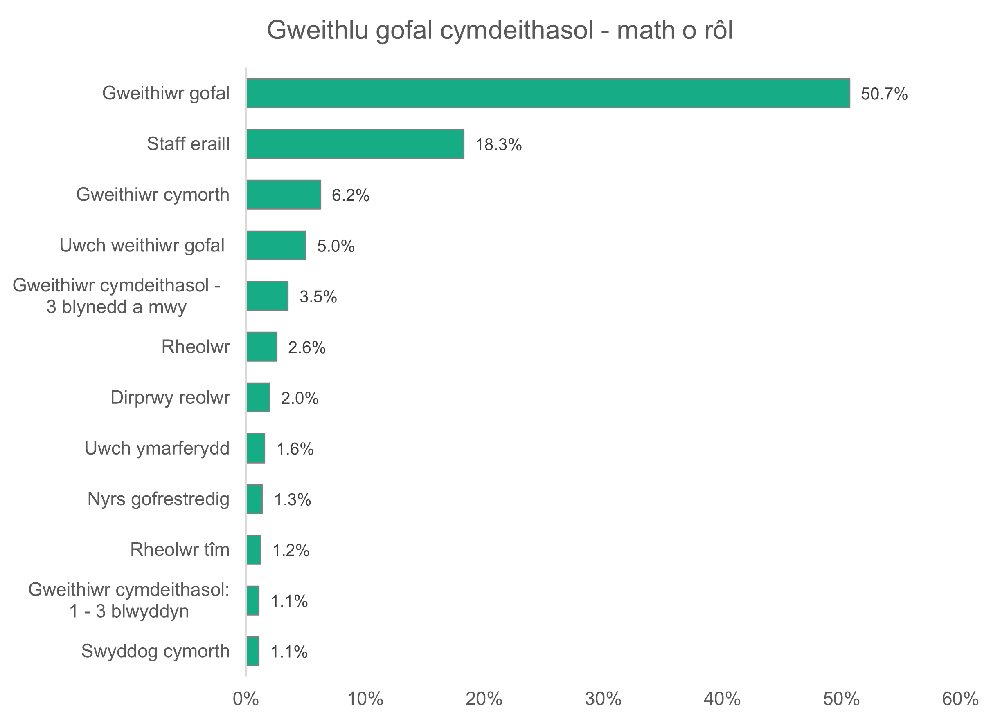 Gweithlu gofal cymdeithasol - math o rôl
Gweithiwr gofal
50.7%
Staff eraill
18.3%
Gweithiwr cymorth
6.2%
Uwch weithiwr gofal
5.0%
Gweithiwr cymdeithasol -
3 blynedd a mwy
3.5%
Rheolwr
2.6%
Dirprwy reolwr
2.0%
Uwch ymarferydd
1.6%
Nyrs gofrestredig
1.3%
Rheolwr tîm
1.2%
Gweithiwr cymdeithasol:
1 - 3 blwyddyn
1.1%
Swyddog cymorth
1.1%
0% 10% 20% 30% 40% 50% 60%